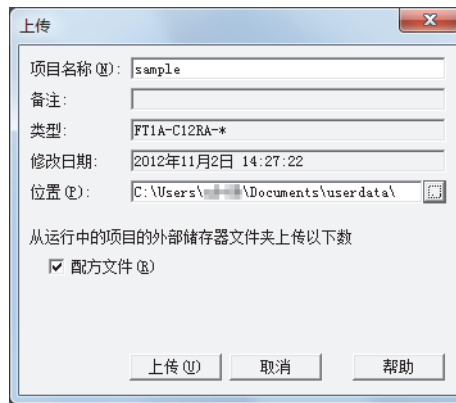 上传
项目名称(N): sample
备注:
类型: FT1A-C12RA-*
修改日期: 2012年11月2日 14:27:22
位置(P): C:\Users\ \Documents\userdata\
从运行中的项目的外部储存器文件夹上传以下数
配方文件(R)
上传(U) 取消 帮助